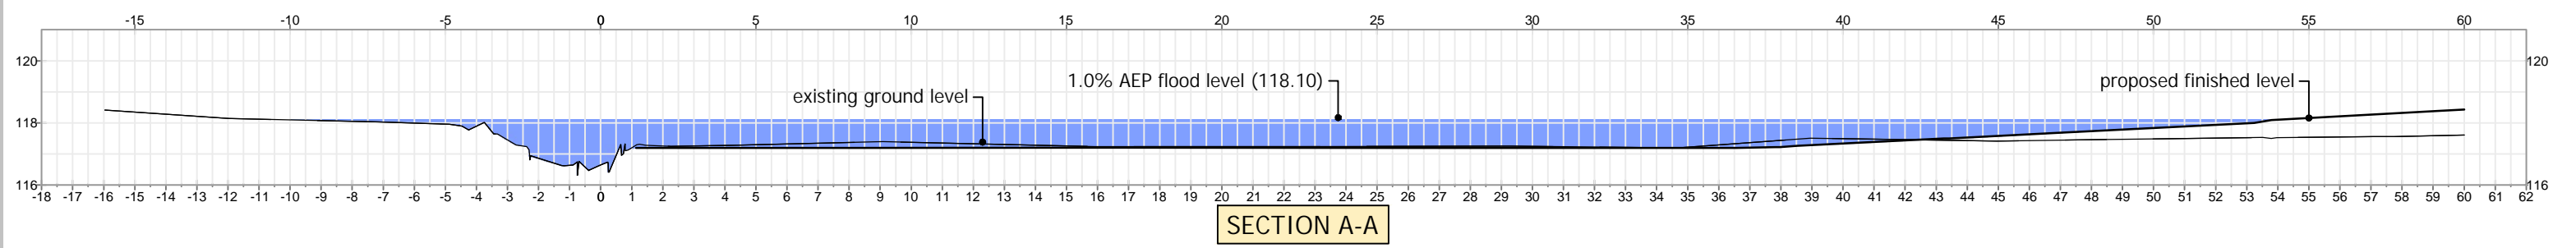 -15 -10 -5 0 5 10 15 20 25 30 35 40 45 50 55 60
120 120
1.0% AEP flood level (118.10) proposed finished level
existing ground level
118 118
116 116
-18 -17 -16 -15 -14 -13 -12 -11 -10 -9 -8 -7 -6 -5 -4 -3 -2 -1 0 1 2 3 4 5 6 7 8 9 10 11 12 13 14 15 16 17 18 19 20 21 22 23 24 25 26 27 28 29 30 31 32 33 34 35 36 37 38 39 40 41 42 43 44 45 46 47 48 49 50 51 52 53 54 55 56 57 58 59 60 61 62
SECTION A-A